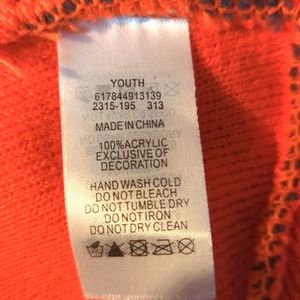 YOUTH
617844913139
2315-195 313
MADE IN CHINA
100% ACRYLIC
EXCLUSIVE OF
DECORATION
HAND WASH COLD
DO NOT BLEACH
DO NOT TUMBLE DRY
DO NOT IRON
DO NOT DRY CLEAN